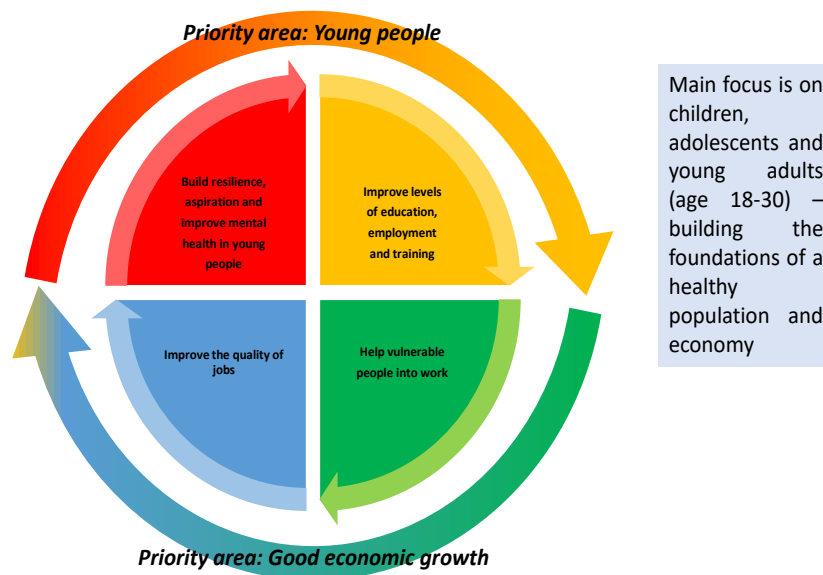 Priority area: Young people
Build resilience,
aspiration and
improve mental
health in young
people
Improve levels
of education,
employment
and training
Improve the quality of
jobs
Help vulnerable
people into work
Priority area: Good economic growth
Main focus is on
children,
adolescents and
young adults
(age 18-30) –
building the
foundations of a
healthy
population and
economy